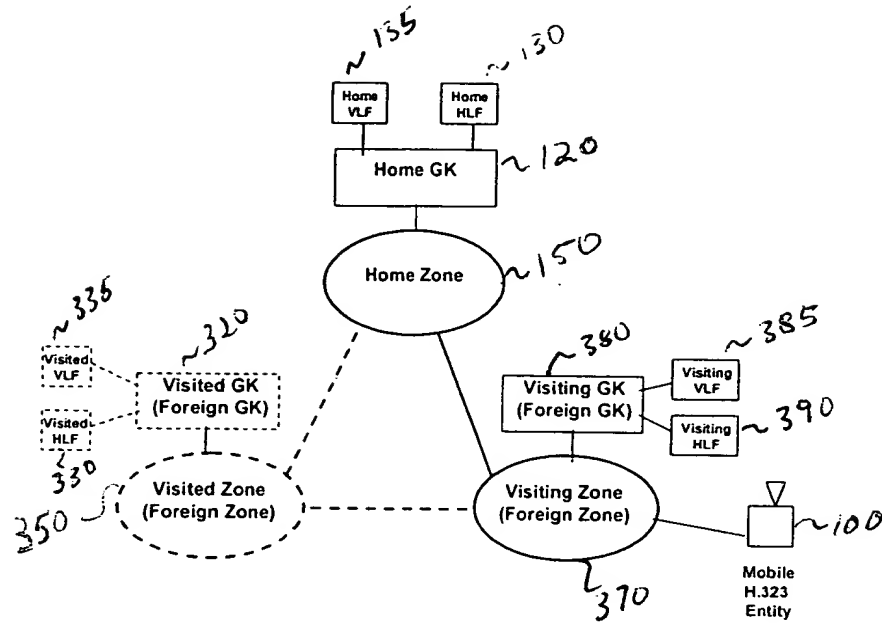 135
130
Home
VLF
Home
HLF
Home GK
120
Home Zone
150
335
320
Visited
VLF
Visited GK
(Foreign GK)
Visited
HLF
330
350
Visited Zone
(Foreign Zone)
380
385
Visiting GK
(Foreign GK)
Visiting
VLF
Visiting
HLF
390
Visiting Zone
(Foreign Zone)
370
100
Mobile
H.323
Entity